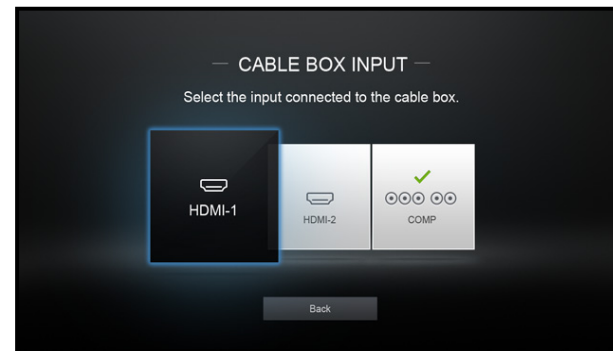 CABLE BOX INPUT
Select the input connected to the cable box.
HDMI-1
HDMI-2
COMP
Back